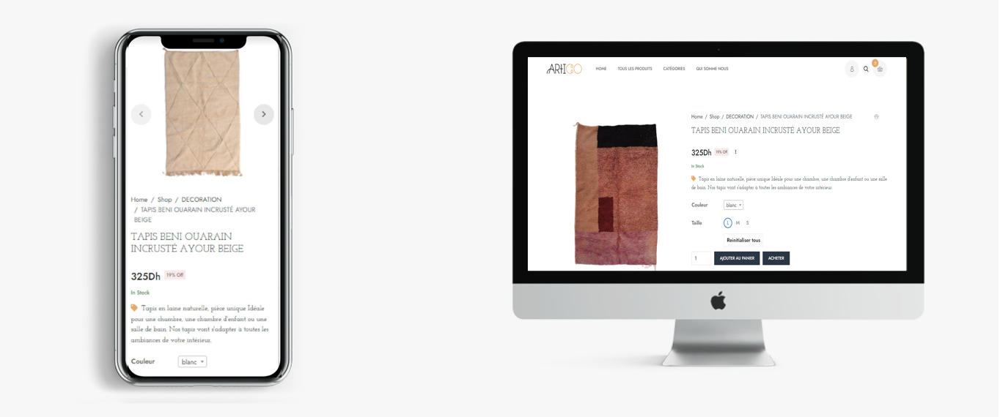 Home / Shop / DECORATION
/ TAPIS BENI OUARAIN INCRUSTÉ AYOUR
BEIGE
TAPIS BENI OUARAIN
INCRUSTÉ AYOUR BEIGE
325Dh 19% Off
In Stock
Tapis en laine naturelle, pièce unique Idéale
pour une chambre, une chambre d'enfant ou une
salle de bain. Nos tapis vont s'adapter à toutes les
ambiances de votre intérieur.
Couleur blanc
ARTICO HOME TOUS LES PRODUITS CATÉGORIES QUI SOMME NOUS
Home / Shop / DECORATION / TAPIS BENI OUARAIN INCRUSTÉ AYOUR BEIGE
TAPIS BENI OUARAIN INCRUSTÉ AYOUR BEIGE
325Dh 19% Off
In Stock
Tapis en laine naturelle, pièce unique Idéale pour une chambre, une chambre d'enfant ou une salle
de bain. Nos tapis vont s'adapter à toutes les ambiances de votre intérieur.
Couleur blanc
Taille L M S
Reinitialiser tous
1 AJOUTER AU PANIER ACHETER